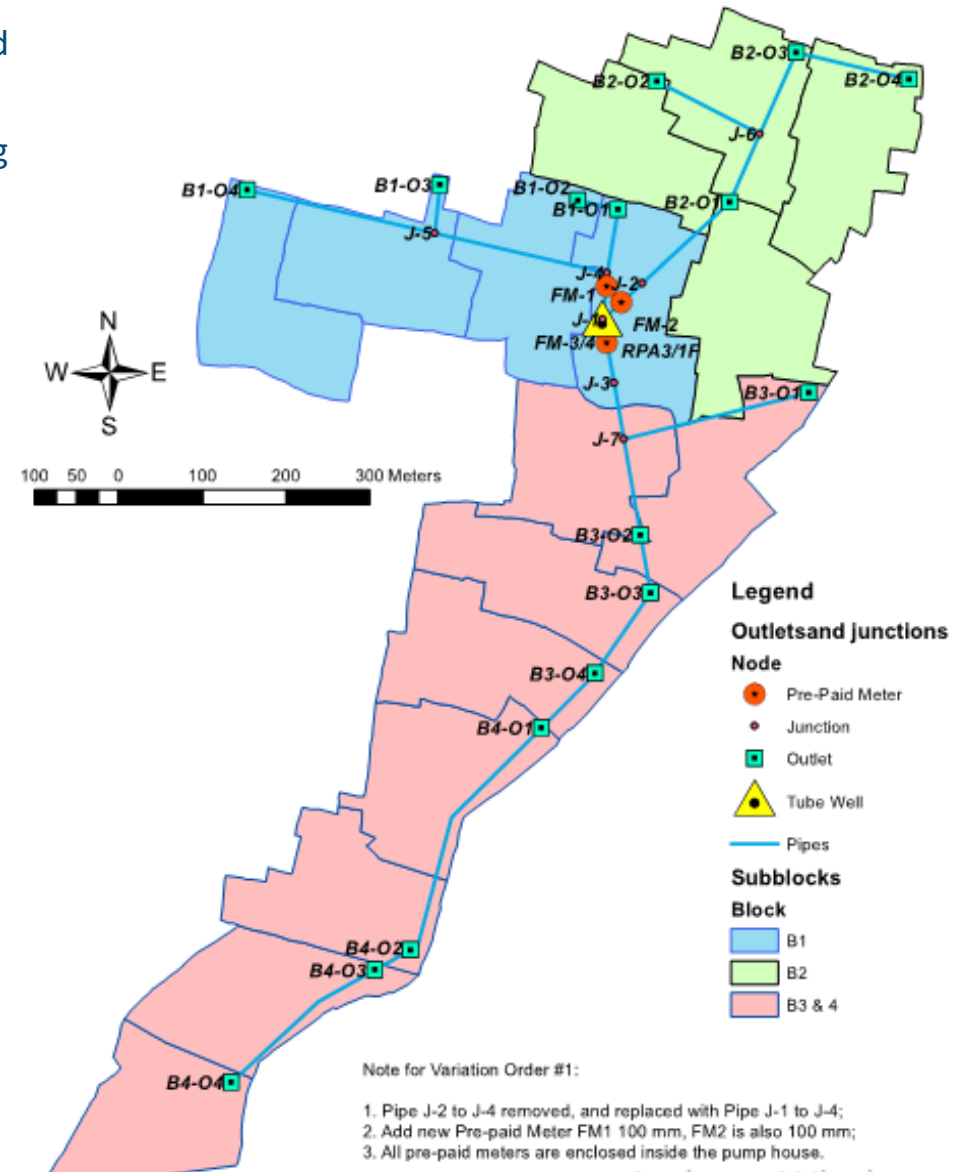 d
g
B2-O3
B2-O2
B2-O4
J-6
B1-O4
B1-O3
B1-O2
B1-O1
B2-O1
J-5
J-4
J-2
FM-1
J-1
FM-2
FM-3/4
RPA3/1F
N
W
E
S
J-3
B3-O1
J-7
100 50 0 100 200 300 Meters
B3-O2
B3-O3
B3-O4
B4-O1
B4-O2
B4-O3
B4-O4
Legend
Outletsand junctions
Node
Pre-Paid Meter
Junction
Outlet
Tube Well
Pipes
Subblocks
Block
B1
B2
B3 & 4
Note for Variation Order #1:
1. Pipe J-2 to J-4 removed, and replaced with Pipe J-1 to J-4;
2. Add new Pre-paid Meter FM1 100 mm, FM2 is also 100 mm;
3. All pre-paid meters are enclosed inside the pump house.